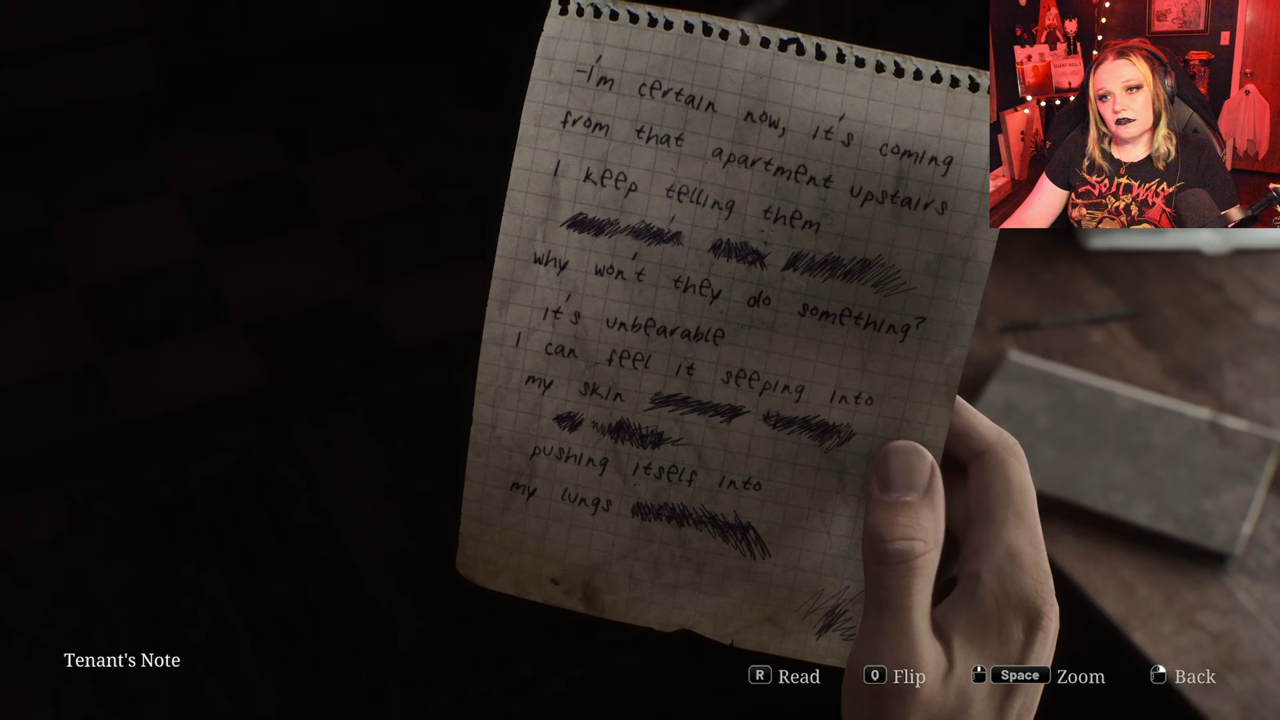 -I'm certain now, it's coming
from that apartment upstairs
I keep telling them
why won't they do something?
it's unbearable
I can feel it seeping into
my skin
pushing itself into
my lungs
Tenant's Note
R Read
Q Flip
Space Zoom
Back